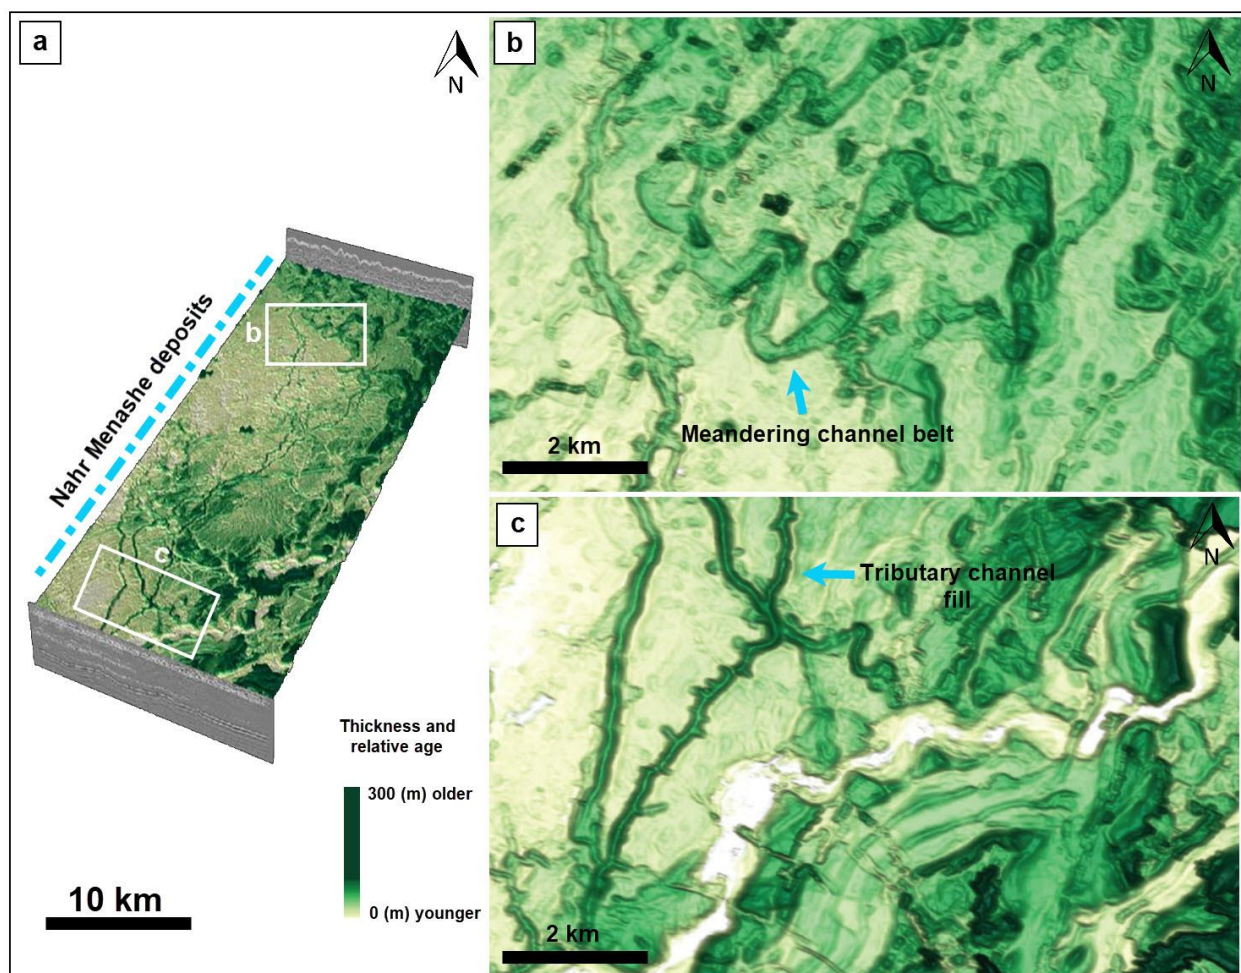 a
N
Nahr Menashe deposits
b
c
Thickness and
relative age
300 (m) older
0 (m) younger
10 km
b
N
Meandering channel belt
2 km
c
N
Tributary channel
fill
2 km